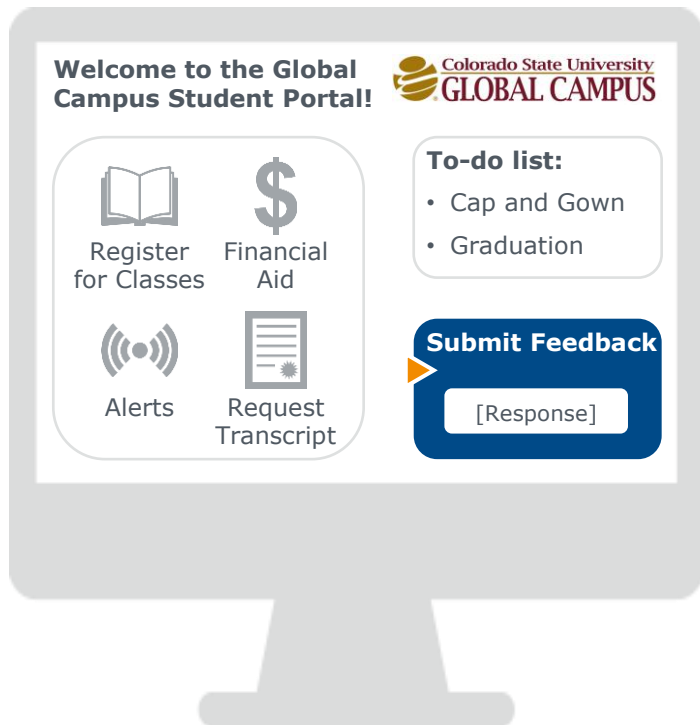 Welcome to the Global
Campus Student Portal!
Colorado State University
GLOBAL CAMPUS
Register
for Classes
Financial
Aid
Alerts
Request
Transcript
To-do list:
• Cap and Gown
• Graduation
Submit Feedback
[Response]